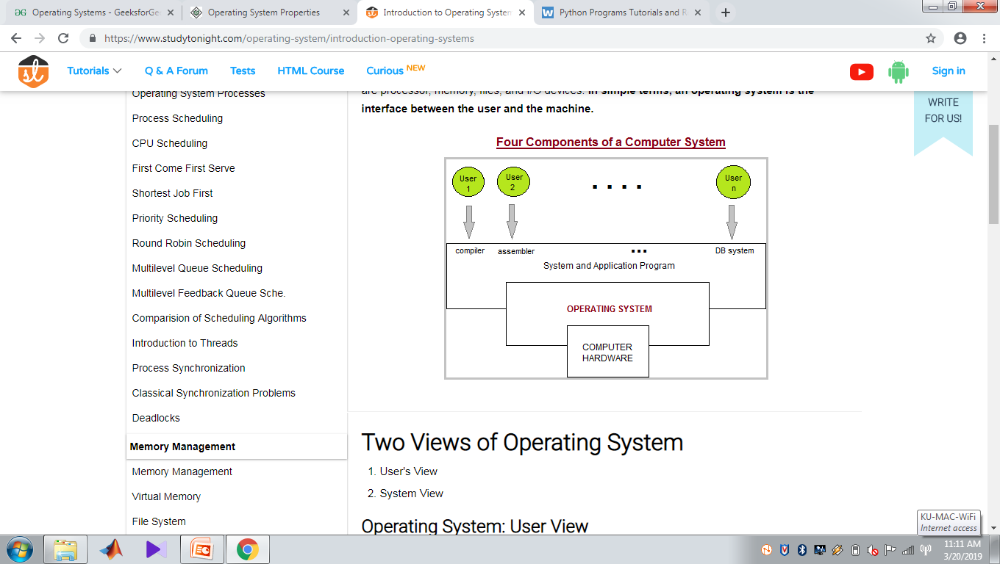 Operating Systems - GeeksforGe
Operating System Properties
Introduction to Operating System
Python Programs Tutorials and R
https://www.studytonight.com/operating-system/introduction-operating-systems
Tutorials
Q & A Forum
Tests
HTML Course
Curious NEW
Sign in
Operating System Processes
Process Scheduling
CPU Scheduling
First Come First Serve
Shortest Job First
Priority Scheduling
Round Robin Scheduling
Multilevel Queue Scheduling
Multilevel Feedback Queue Sche.
Comparision of Scheduling Algorithms
Introduction to Threads
Process Synchronization
Classical Synchronization Problems
Deadlocks
Memory Management
Memory Management
Virtual Memory
File System
are processor, memory, files, and I/O devices. In simple terms, an operating system is the
interface between the user and the machine.
Four Components of a Computer System
User
1
User
2
. . . .
User
n
compiler
assembler
...
DB system
System and Application Program
OPERATING SYSTEM
COMPUTER
HARDWARE
Two Views of Operating System
1. User's View
2. System View
Operating System: User View
WRITE
FOR US!
KU-MAC-WiFi
Internet access
11:11 AM
3/20/2019